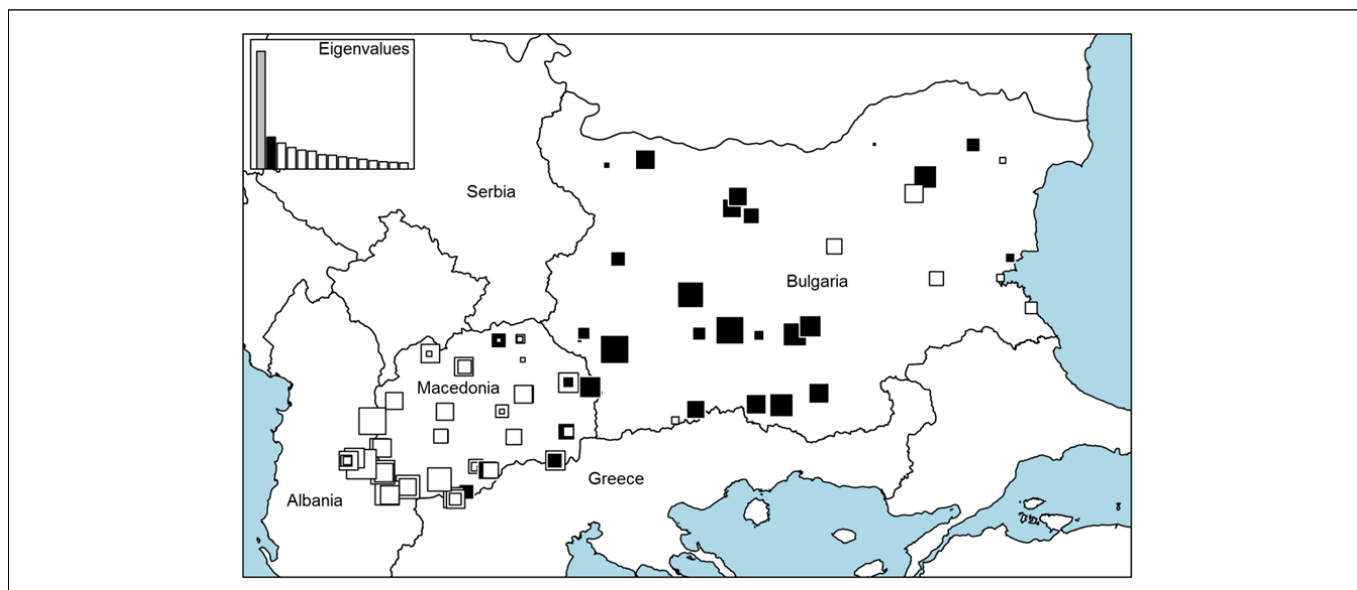 Eigenvalues
Serbia
Bulgaria
Macedonia
Greece
Albania